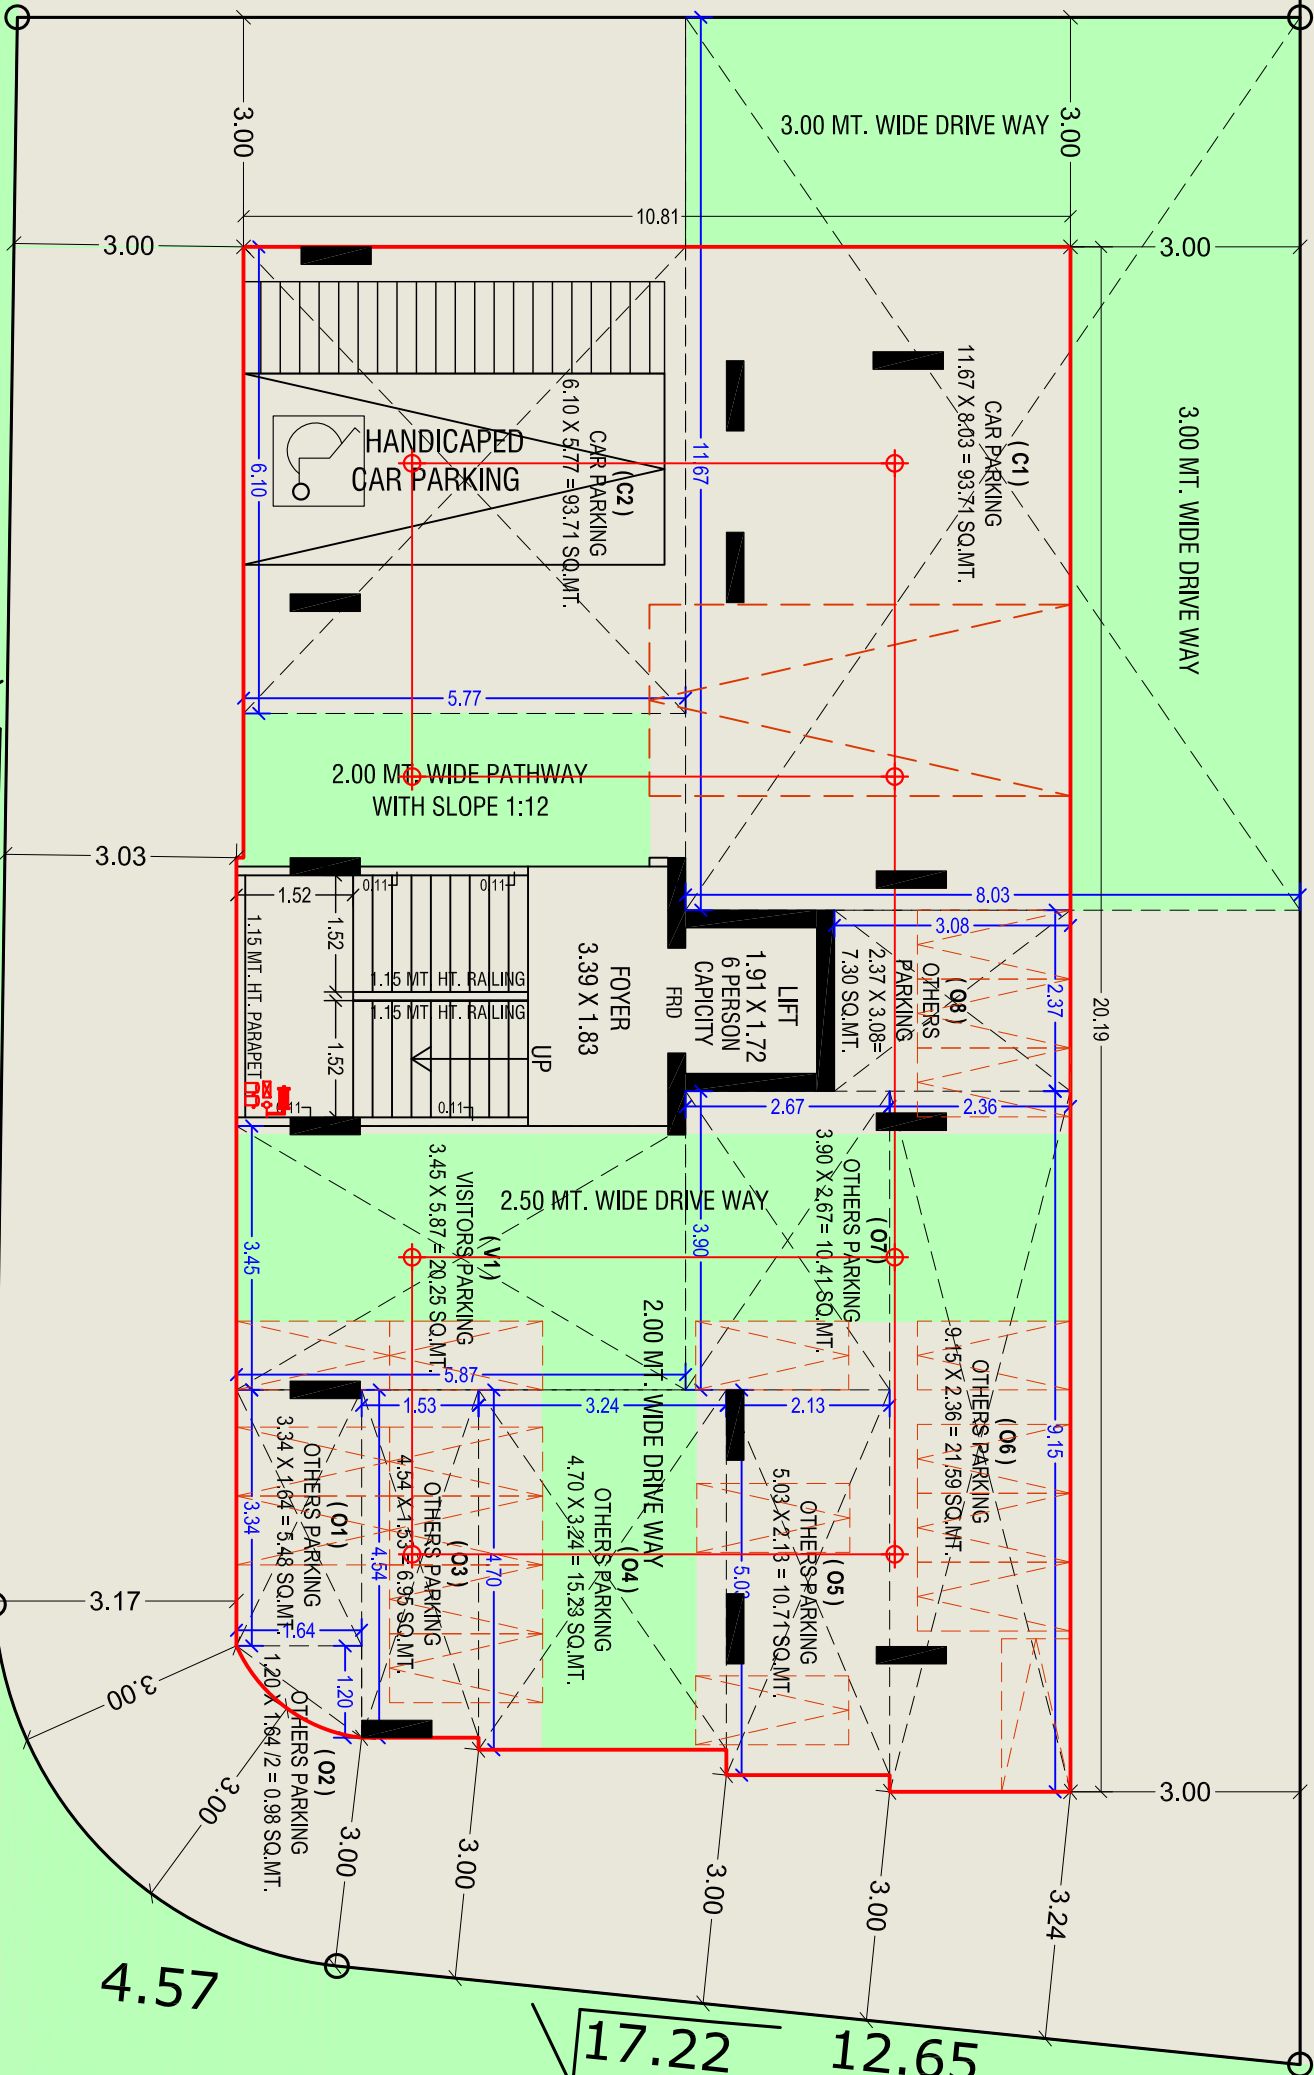 3.00 MT. WIDE DRIVE WAY
3.00
3.00
10.81
3.00
3.00
3.00 MT. WIDE DRIVE WAY
(C1)
CAR PARKING
11.67 X 8.03 = 93.71 SQ.MT.
11.67
HANDICAPED
CAR PARKING
(C2)
CAR PARKING
6.10 X 5.77 = 93.71 SQ.MT.
6.10
5.77
2.00 MT. WIDE PATHWAY
WITH SLOPE 1:12
3.03
8.03
3.08
2.37
20.19
1.52
0.11
0.11
1.52
1.52
1.15 MT. HT. RAILING
1.15 MT. HT. RAILING
1.15 MT. HT. PARAPET
0.11
UP
FOYER
3.39 X 1.83
FRD
LIFT
1.91 X 1.72
6 PERSON
CAPICITY
(O8)
OTHERS
PARKING
2.37 X 3.08=
7.30 SQ.MT.
2.67
2.36
2.50 MT. WIDE DRIVE WAY
3.45
3.90
(V1)
VISITORS PARKING
3.45 X 5.87 = 20.25 SQ.MT.
(O7)
OTHERS PARKING
3.90 X 2.67= 10.41 SQ.MT.
(O6)
OTHERS PARKING
9.15 X 2.36 = 21.59 SQ.MT.
9.15
2.00 MT. WIDE DRIVE WAY
5.87
1.53
3.24
2.13
(O1)
OTHERS PARKING
3.34 X 1.64 = 5.48 SQ.MT.
3.34
4.54
(O3)
OTHERS PARKING
4.54 X 1.53= 6.95 SQ.MT.
4.70
(O4)
OTHERS PARKING
4.70 X 3.24 = 15.23 SQ.MT.
5.03
(O5)
OTHERS PARKING
5.03 X 2.13 = 10.71 SQ.MT.
3.17
1.64
1.20
(O2)
OTHERS PARKING
1.20 X 1.64 /2 = 0.98 SQ.MT.
3.00
3.00
3.00
3.00
3.00
3.00
3.24
3.00
4.57
17.22
12.65